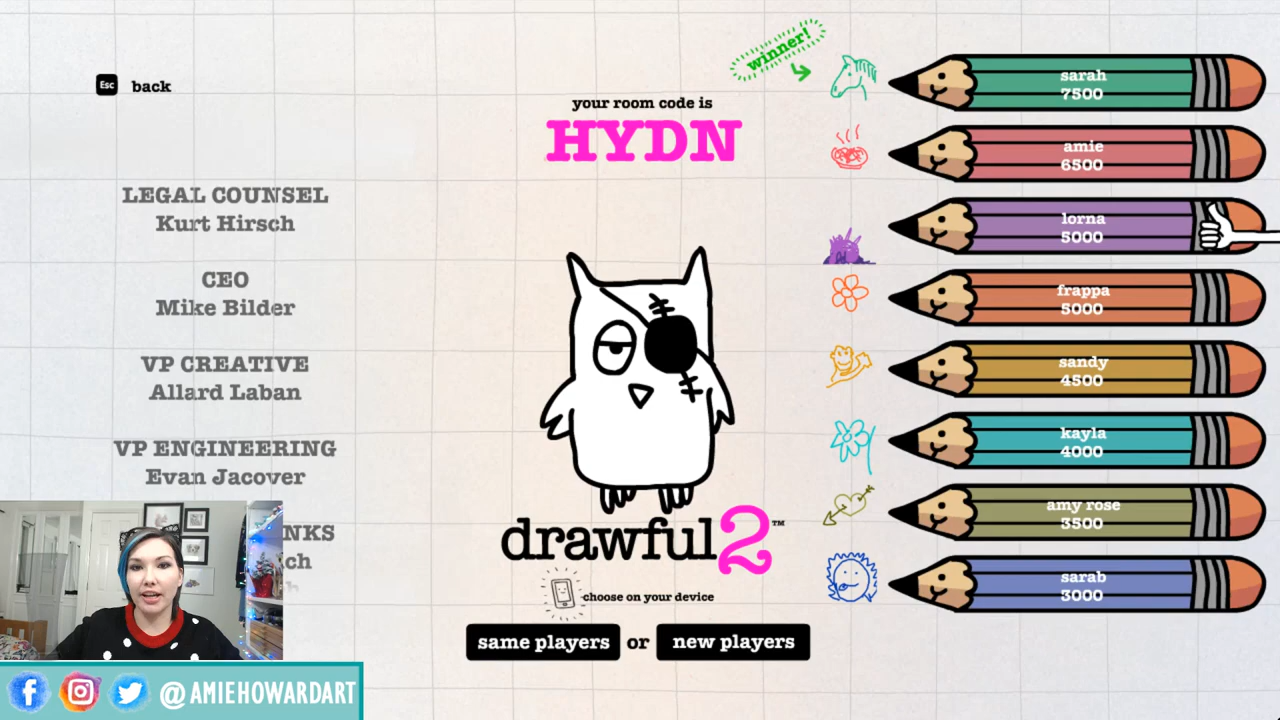 Esc back
your room code is
HYDN
LEGAL COUNSEL
Kurt Hirsch
CEO
Mike Bilder
VP CREATIVE
Allard Laban
VP ENGINEERING
Evan Jacover
NKS
ch
winner!
sarah
7500
amie
6500
lorna
5000
frappa
5000
sandy
4500
kayla
4000
amy rose
3500
sarab
3000
drawful 2™
choose on your device
same players or new players
@AMIEHOWARDART